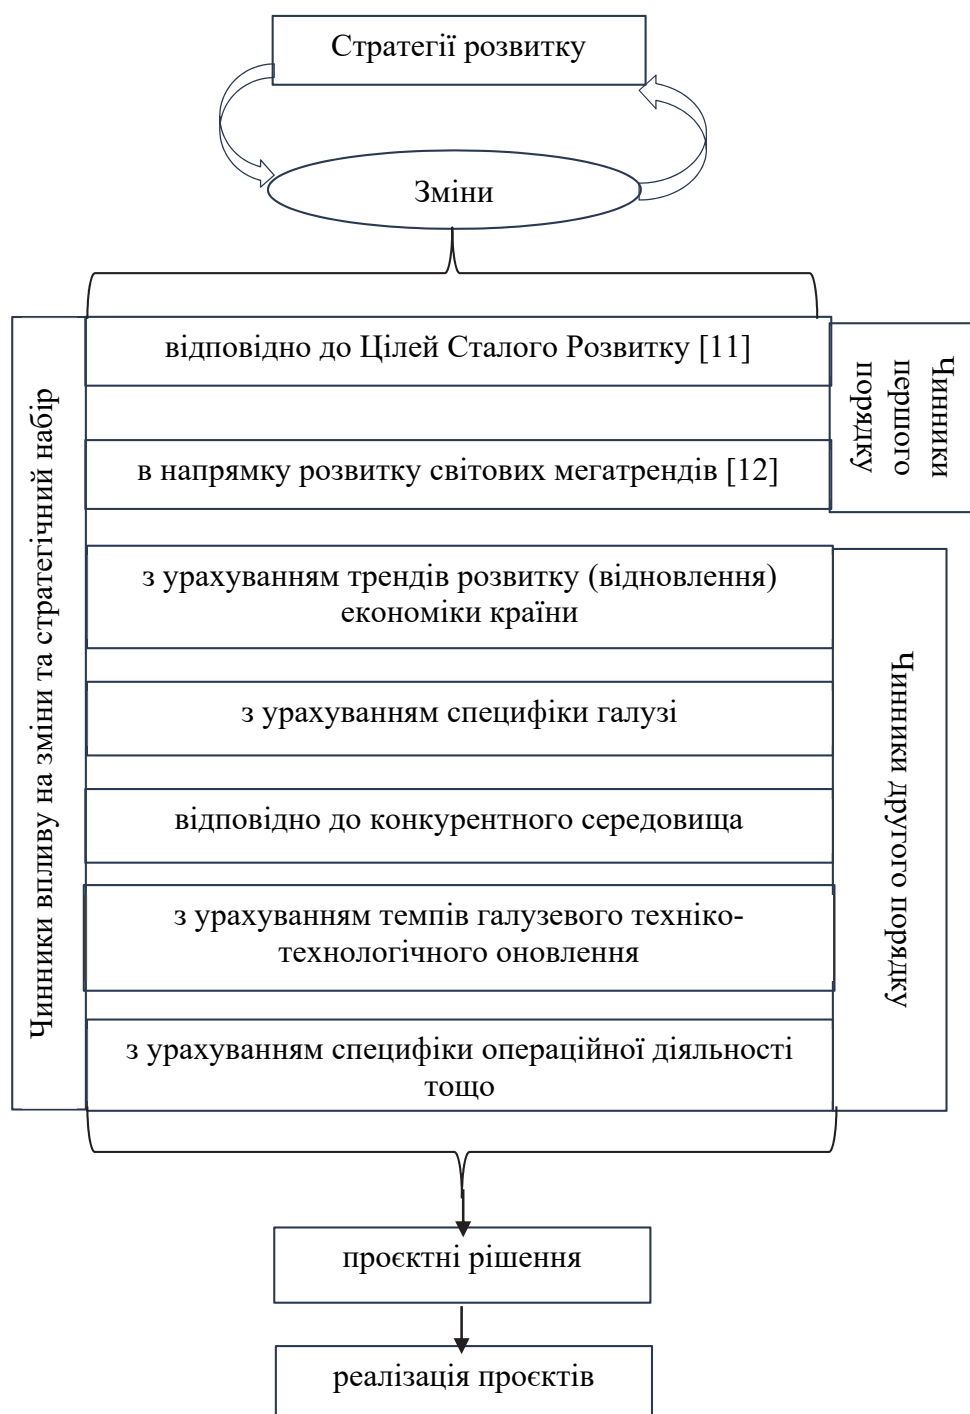 Стратегії розвитку
Зміни
Чинники впливу на зміни та стратегічний набір
відповідно до Цілей Сталого Розвитку [11]
в напрямку розвитку світових мегатрендів [12]
Чинники
першого
порядку
з урахуванням трендів розвитку (відновлення)
економіки країни
з урахуванням специфіки галузі
відповідно до конкурентного середовища
з урахуванням темпів галузевого техніко-
технологічного оновлення
з урахуванням специфіки операційної діяльності
тощо
Чинники другого порядку
проєктні рішення
реалізація проєктів